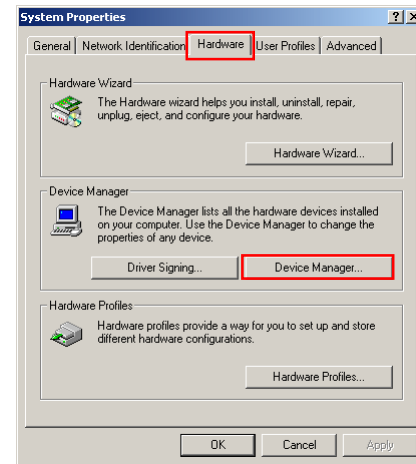 System Properties
General Network Identification Hardware User Profiles Advanced
Hardware Wizard
The Hardware wizard helps you install, uninstall, repair,
unplug, eject, and configure your hardware.
Hardware Wizard...
Device Manager
The Device Manager lists all the hardware devices installed
on your computer. Use the Device Manager to change the
properties of any device.
Driver Signing... Device Manager...
Hardware Profiles
Hardware profiles provide a way for you to set up and store
different hardware configurations.
Hardware Profiles...
OK Cancel Apply